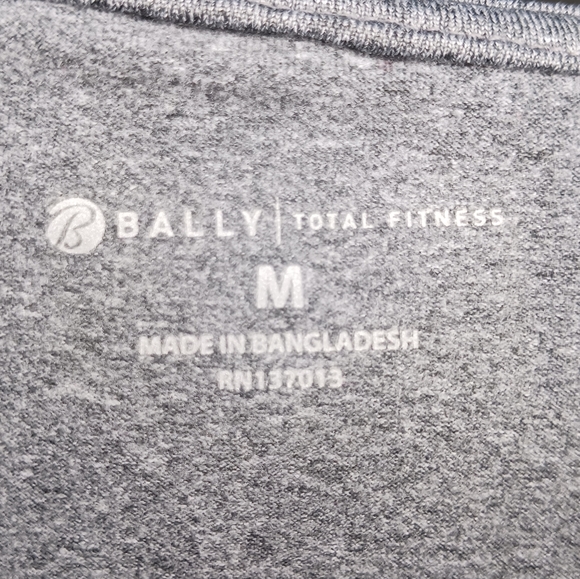 B BALLY | TOTAL FITNESS
M
MADE IN BANGLADESH
RN137013